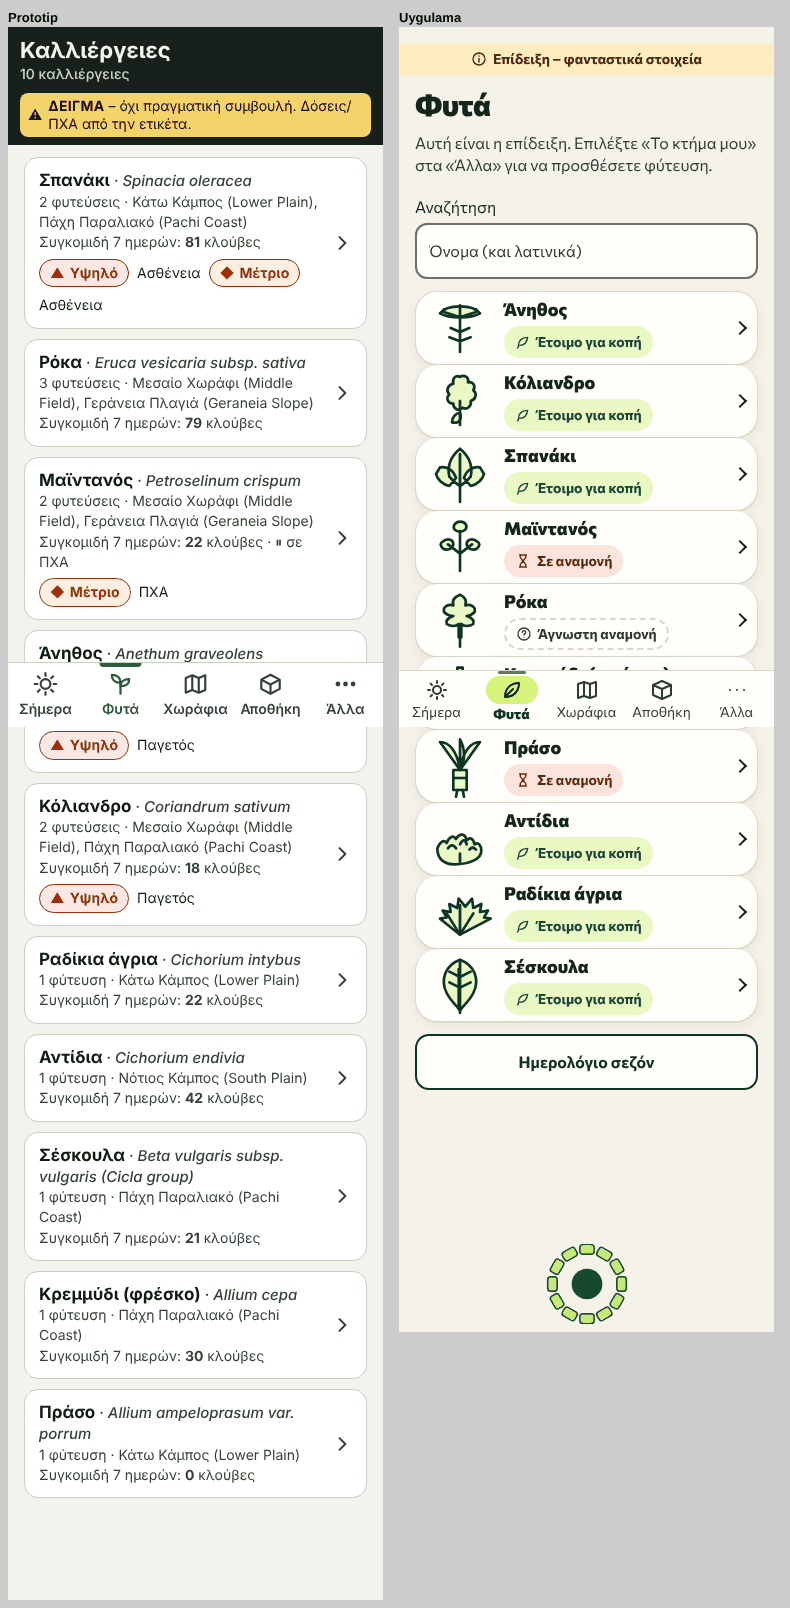 Prototip
Καλλιέργειες
10 καλλιέργειες
ΔΕΙΓΜΑ – όχι πραγματική συμβουλή. Δόσεις/
ΠΧΑ από την ετικέτα.
Σπανάκι · Spinacia oleracea
2 φυτεύσεις · Κάτω Κάμπος (Lower Plain),
Πάχη Παραλιακό (Pachi Coast)
Συγκομιδή 7 ημερών: 81 κλούβες
Υψηλό Ασθένεια Μέτριο
Ασθένεια
Ρόκα · Eruca vesicaria subsp. sativa
3 φυτεύσεις · Μεσαίο Χωράφι (Middle
Field), Γεράνεια Πλαγιά (Geraneia Slope)
Συγκομιδή 7 ημερών: 79 κλούβες
Μαϊντανός · Petroselinum crispum
2 φυτεύσεις · Μεσαίο Χωράφι (Middle
Field), Γεράνεια Πλαγιά (Geraneia Slope)
Συγκομιδή 7 ημερών: 22 κλούβες · ⏸ σε
ΠΧΑ
Μέτριο ΠΧΑ
Άνηθος · Anethum graveolens
Σήμερα Φυτά Χωράφια Αποθήκη Άλλα
Υψηλό Παγετός
Κόλιανδρο · Coriandrum sativum
2 φυτεύσεις · Μεσαίο Χωράφι (Middle
Field), Πάχη Παραλιακό (Pachi Coast)
Συγκομιδή 7 ημερών: 18 κλούβες
Υψηλό Παγετός
Ραδίκια άγρια · Cichorium intybus
1 φύτευση · Κάτω Κάμπος (Lower Plain)
Συγκομιδή 7 ημερών: 22 κλούβες
Αντίδια · Cichorium endivia
1 φύτευση · Νότιος Κάμπος (South Plain)
Συγκομιδή 7 ημερών: 42 κλούβες
Σέσκουλα · Beta vulgaris subsp.
vulgaris (Cicla group)
1 φύτευση · Πάχη Παραλιακό (Pachi
Coast)
Συγκομιδή 7 ημερών: 21 κλούβες
Κρεμμύδι (φρέσκο) · Allium cepa
1 φύτευση · Πάχη Παραλιακό (Pachi
Coast)
Συγκομιδή 7 ημερών: 30 κλούβες
Πράσο · Allium ampeloprasum var.
porrum
1 φύτευση · Κάτω Κάμπος (Lower Plain)
Συγκομιδή 7 ημερών: 0 κλούβες
Uygulama
Επίδειξη – φανταστικά στοιχεία
Φυτά
Αυτή είναι η επίδειξη. Επιλέξτε «Το κτήμα μου»
στα «Άλλα» για να προσθέσετε φύτευση.
Αναζήτηση
Όνομα (και λατινικά)
Άνηθος
Έτοιμο για κοπή
Κόλιανδρο
Έτοιμο για κοπή
Σπανάκι
Έτοιμο για κοπή
Μαϊντανός
Σε αναμονή
Ρόκα
Άγνωστη αναμονή
Σήμερα Φυτά Χωράφια Αποθήκη Άλλα
Πράσο
Σε αναμονή
Αντίδια
Έτοιμο για κοπή
Ραδίκια άγρια
Έτοιμο για κοπή
Σέσκουλα
Έτοιμο για κοπή
Ημερολόγιο σεζόν